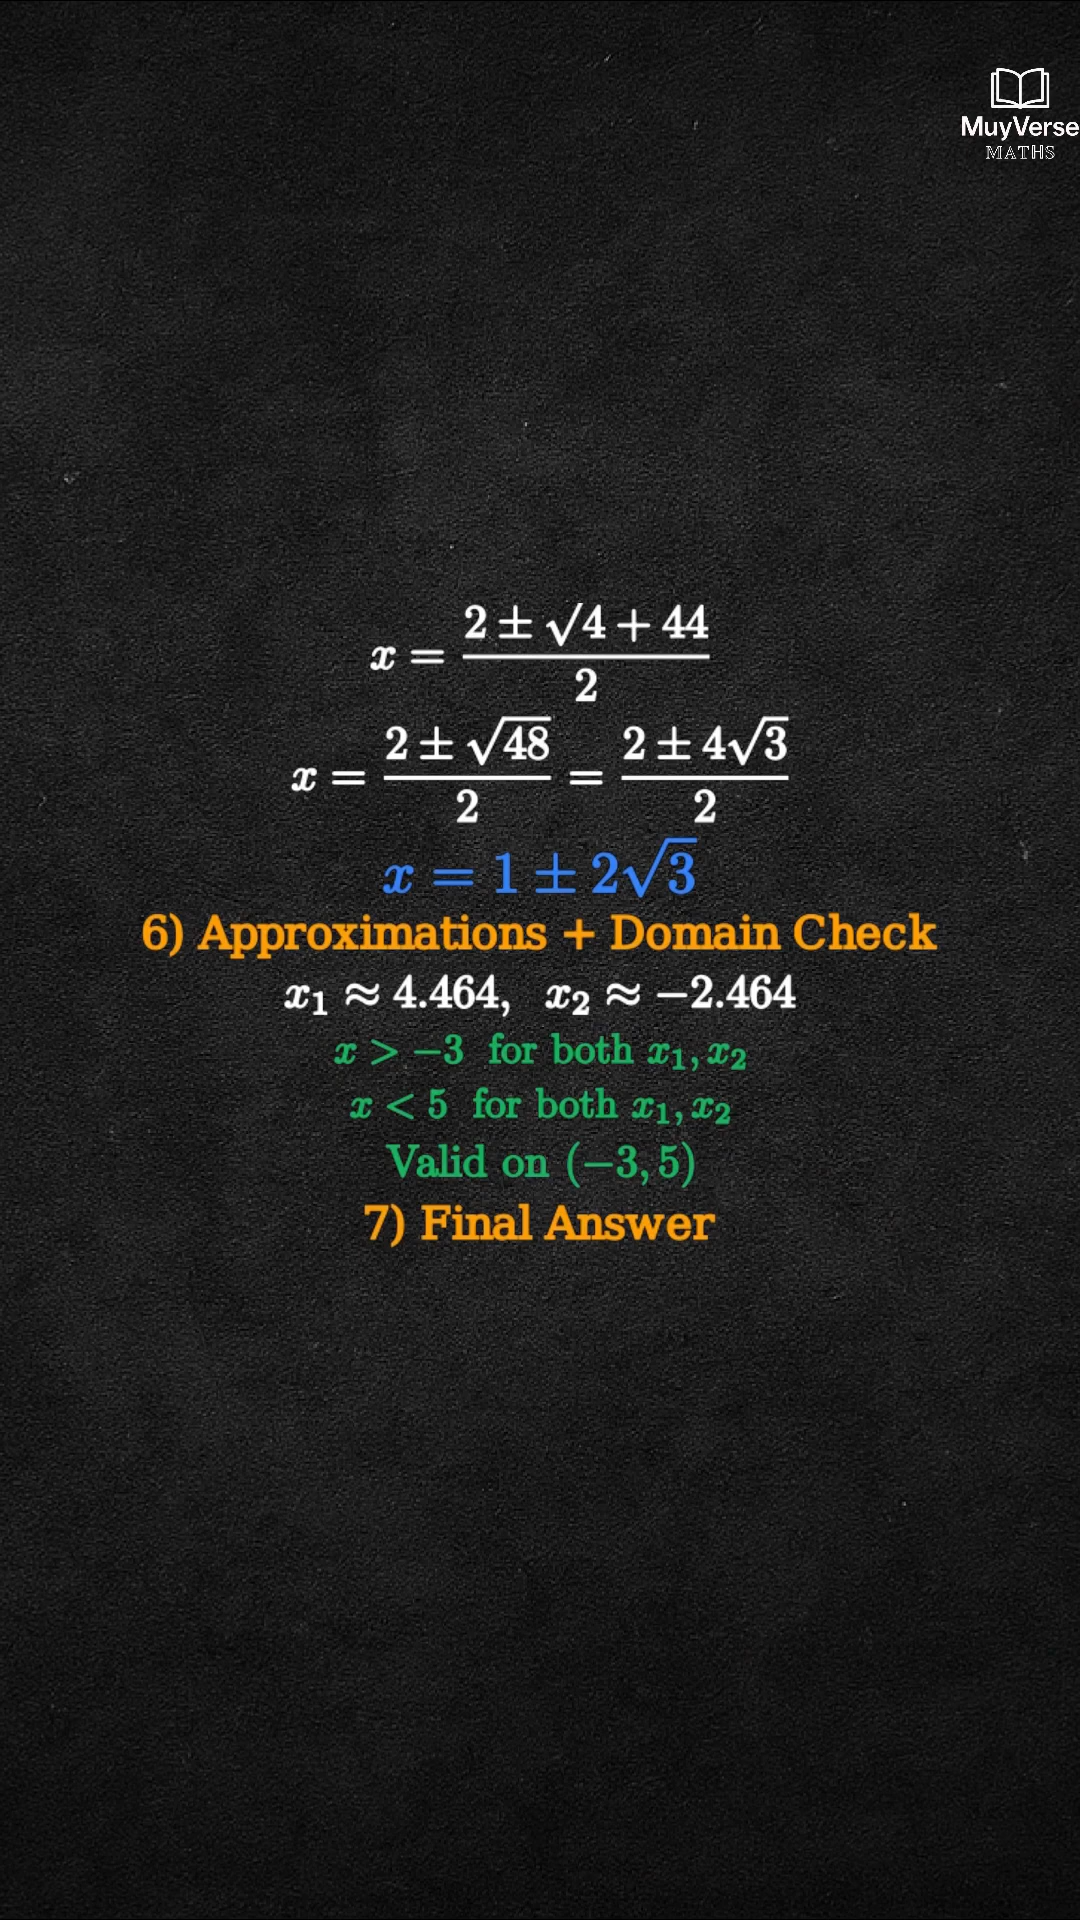 MuyVerse
MATHS
x = (2 ± √4 + 44) / 2
x = (2 ± √48) / 2 = (2 ± 4√3) / 2
x = 1 ± 2√3
6) Approximations + Domain Check
x₁ ≈ 4.464, x₂ ≈ −2.464
x > −3 for both x₁, x₂
x < 5 for both x₁, x₂
Valid on (−3, 5)
7) Final Answer